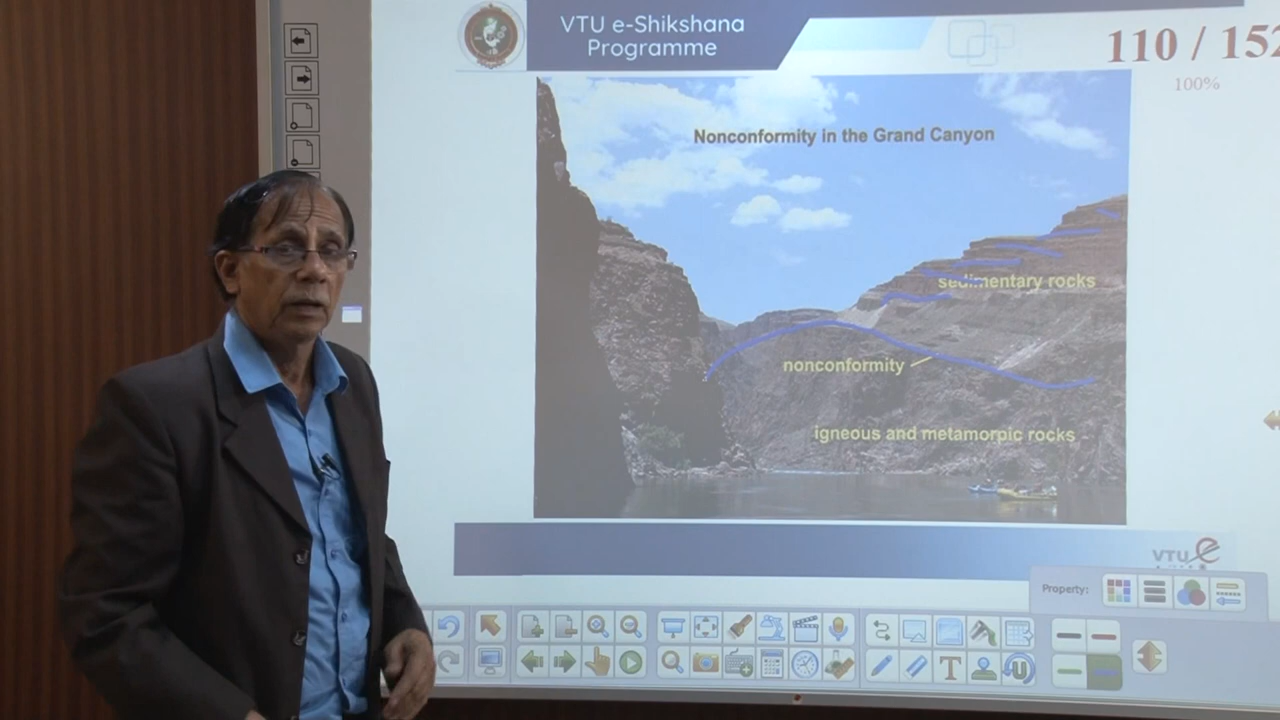 VTU e-Shikshana
Programme
110 / 152
100%
Nonconformity in the Grand Canyon
sedimentary rocks
nonconformity
igneous and metamorpic rocks
VTU e
Property: